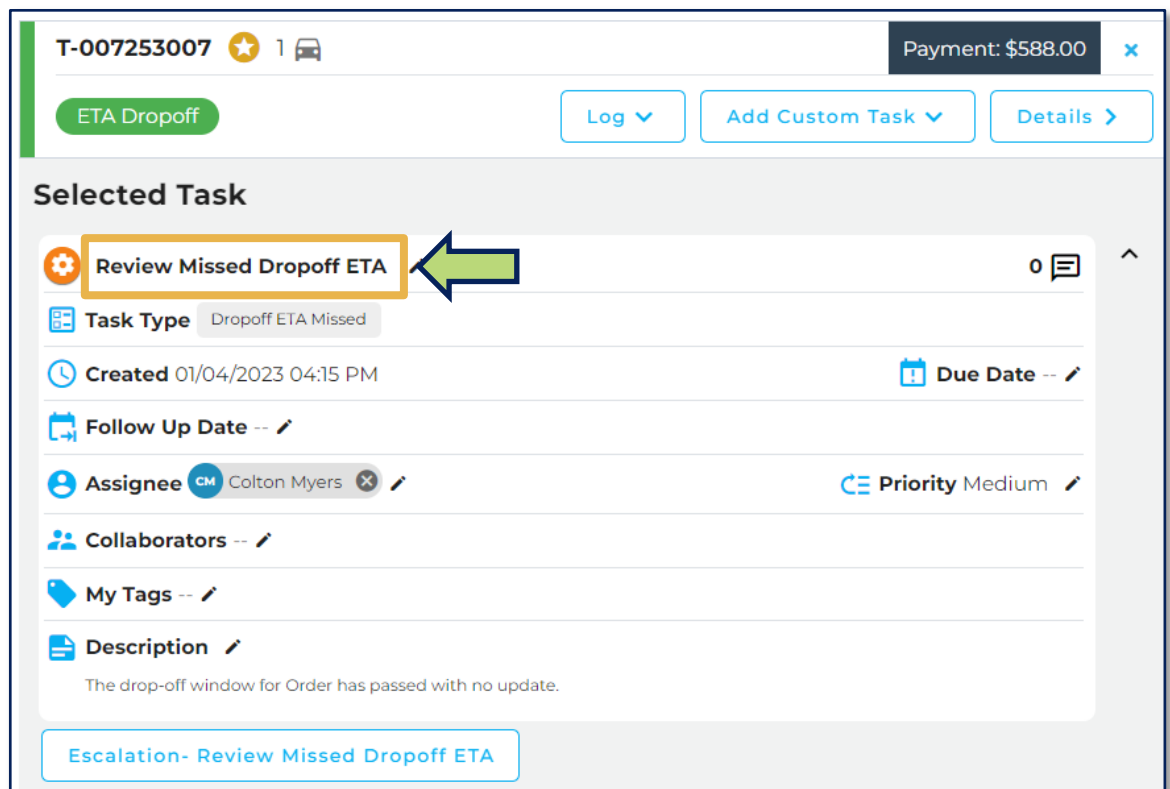 T-007253007 1 Payment: $588.00 ×
ETA Dropoff Log Add Custom Task Details
Selected Task
Review Missed Dropoff ETA 0
Task Type Dropoff ETA Missed
Created 01/04/2023 04:15 PM Due Date --
Follow Up Date --
Assignee CM Colton Myers Priority Medium
Collaborators --
My Tags --
Description
The drop-off window for Order has passed with no update.
Escalation- Review Missed Dropoff ETA